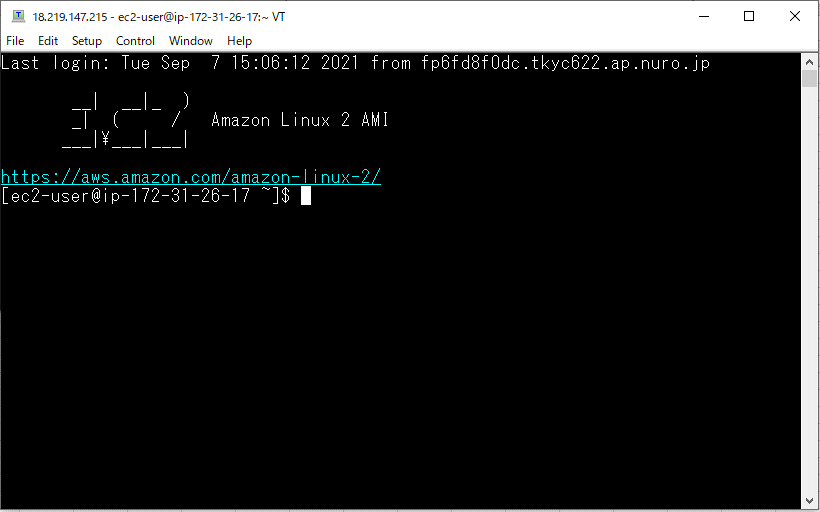 18.219.147.215 - ec2-user@ip-172-31-26-17:~ VT
File Edit Setup Control Window Help
Last login: Tue Sep  7 15:06:12 2021 from fp6fd8f0dc.tkyc622.ap.nuro.jp
       __|  __|_  )
       _|  (     /   Amazon Linux 2 AMI
      ___|¥___|___|
https://aws.amazon.com/amazon-linux-2/
[ec2-user@ip-172-31-26-17 ~]$